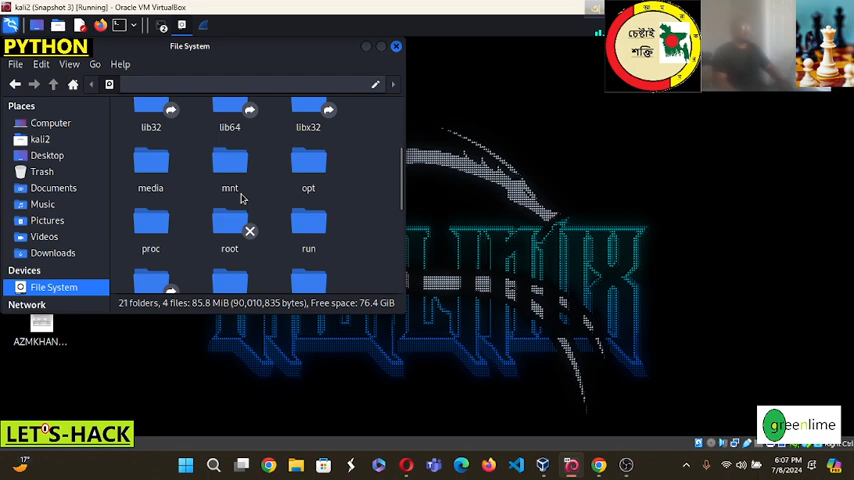 kali2 (Snapshot 3) [Running] - Oracle VM VirtualBox
PYTHON
File System
File Edit View Go Help
Places
Computer
kali2
Desktop
Trash
Documents
Music
Pictures
Videos
Downloads
Devices
File System
Network
lib32 lib64 libx32
media mnt opt
proc root run
21 folders, 4 files: 85.8 MiB (90,010,835 bytes), Free space: 76.4 GiB
AZMKHAN...
চেষ্টাই
শক্তি
LET'S-HACK
greenlime
Right Ctrl
17°
6:07 PM
7/8/2024